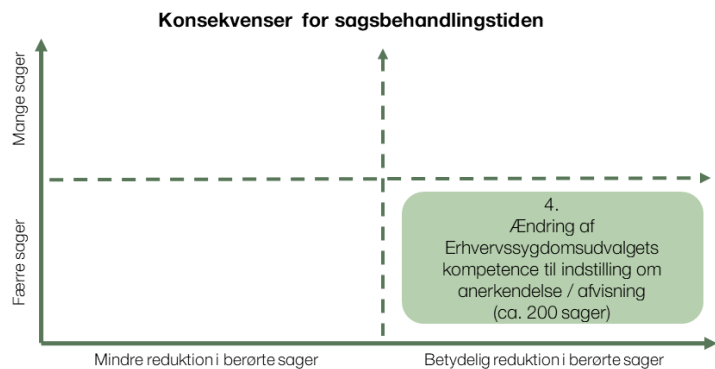 Konsekvenser for sagsbehandlingstiden
Mange sager
Færre sager
4.
Ændring af
Erhvervssygdomsudvalgets
kompetence til indstilling om
anerkendelse / afvisning
(ca. 200 sager)
Mindre reduktion i berørte sager
Betydelig reduktion i berørte sager